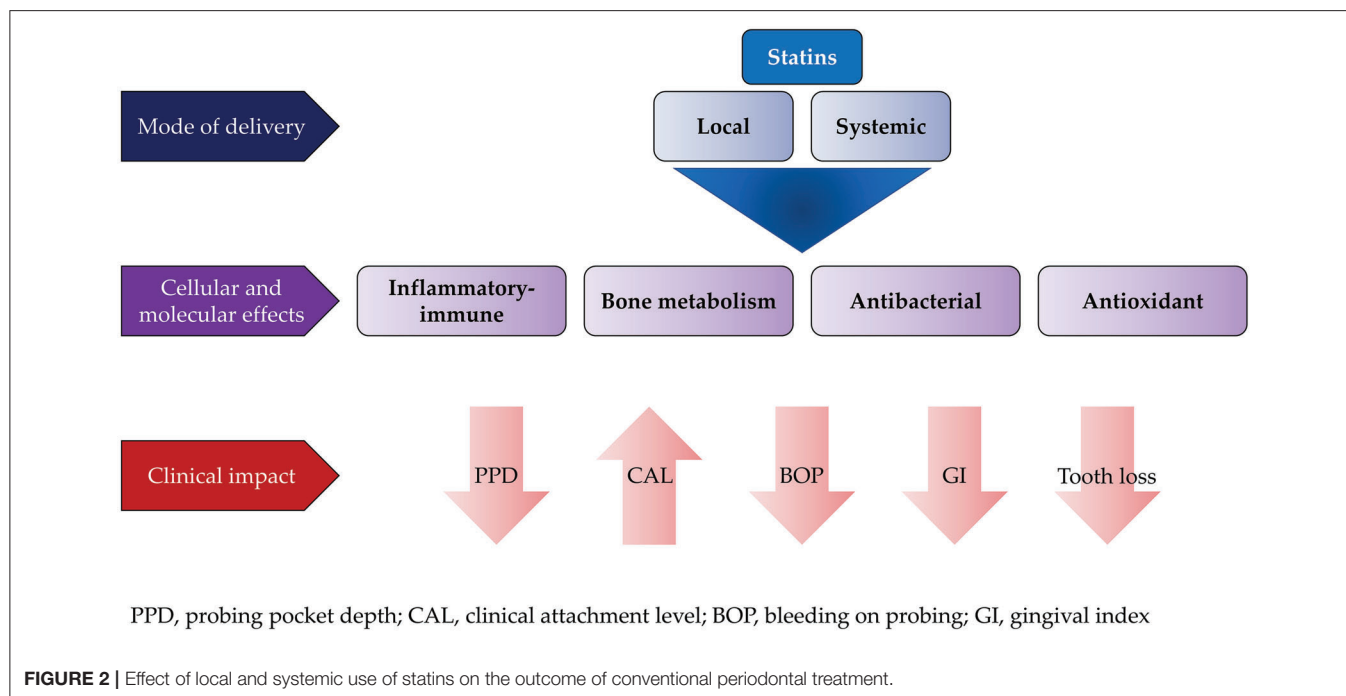 Statins
Mode of delivery
Local
Systemic
Cellular and
molecular effects
Inflammatory-
immune
Bone metabolism
Antibacterial
Antioxidant
Clinical impact
PPD
CAL
BOP
GI
Tooth loss
PPD, probing pocket depth; CAL, clinical attachment level; BOP, bleeding on probing; GI, gingival index
FIGURE 2 | Effect of local and systemic use of statins on the outcome of conventional periodontal treatment.